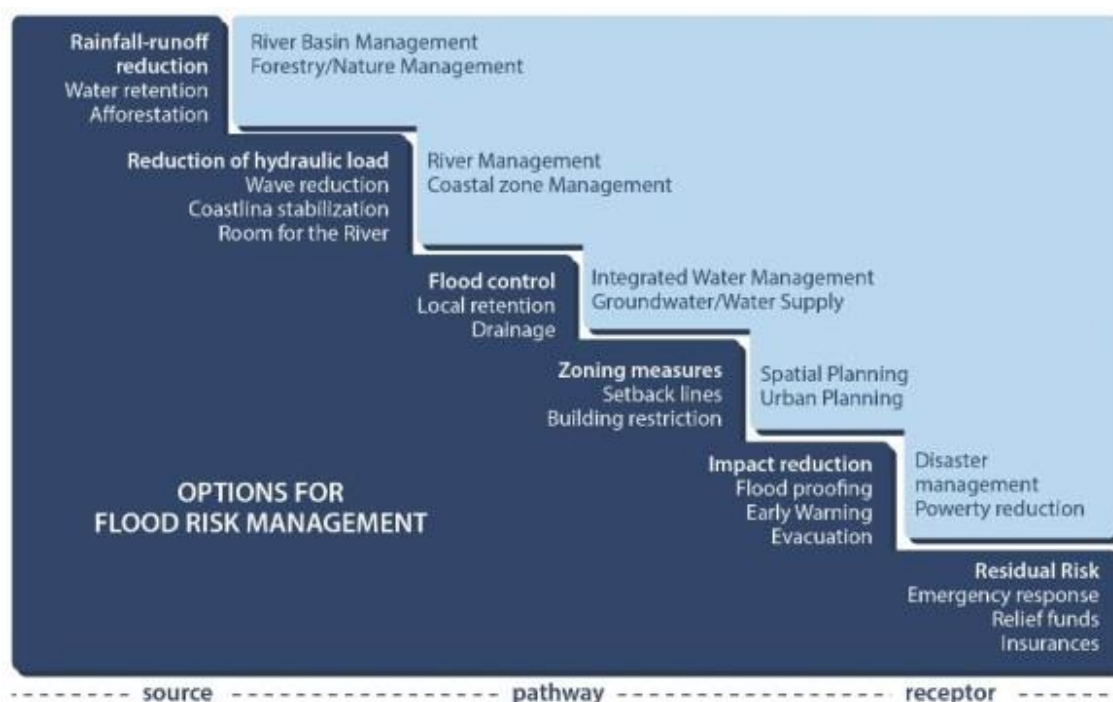 Rainfall-runoff
reduction
Water retention
Afforestation
River Basin Management
Forestry/Nature Management
Reduction of hydraulic load
Wave reduction
Coastlina stabilization
Room for the River
River Management
Coastal zone Management
Flood control
Local retention
Drainage
Integrated Water Management
Groundwater/Water Supply
Zoning measures
Setback lines
Building restriction
Spatial Planning
Urban Planning
Impact reduction
Flood proofing
Early Warning
Evacuation
Disaster
management
Powerty reduction
OPTIONS FOR
FLOOD RISK MANAGEMENT
Residual Risk
Emergency response
Relief funds
Insurances
source pathway receptor